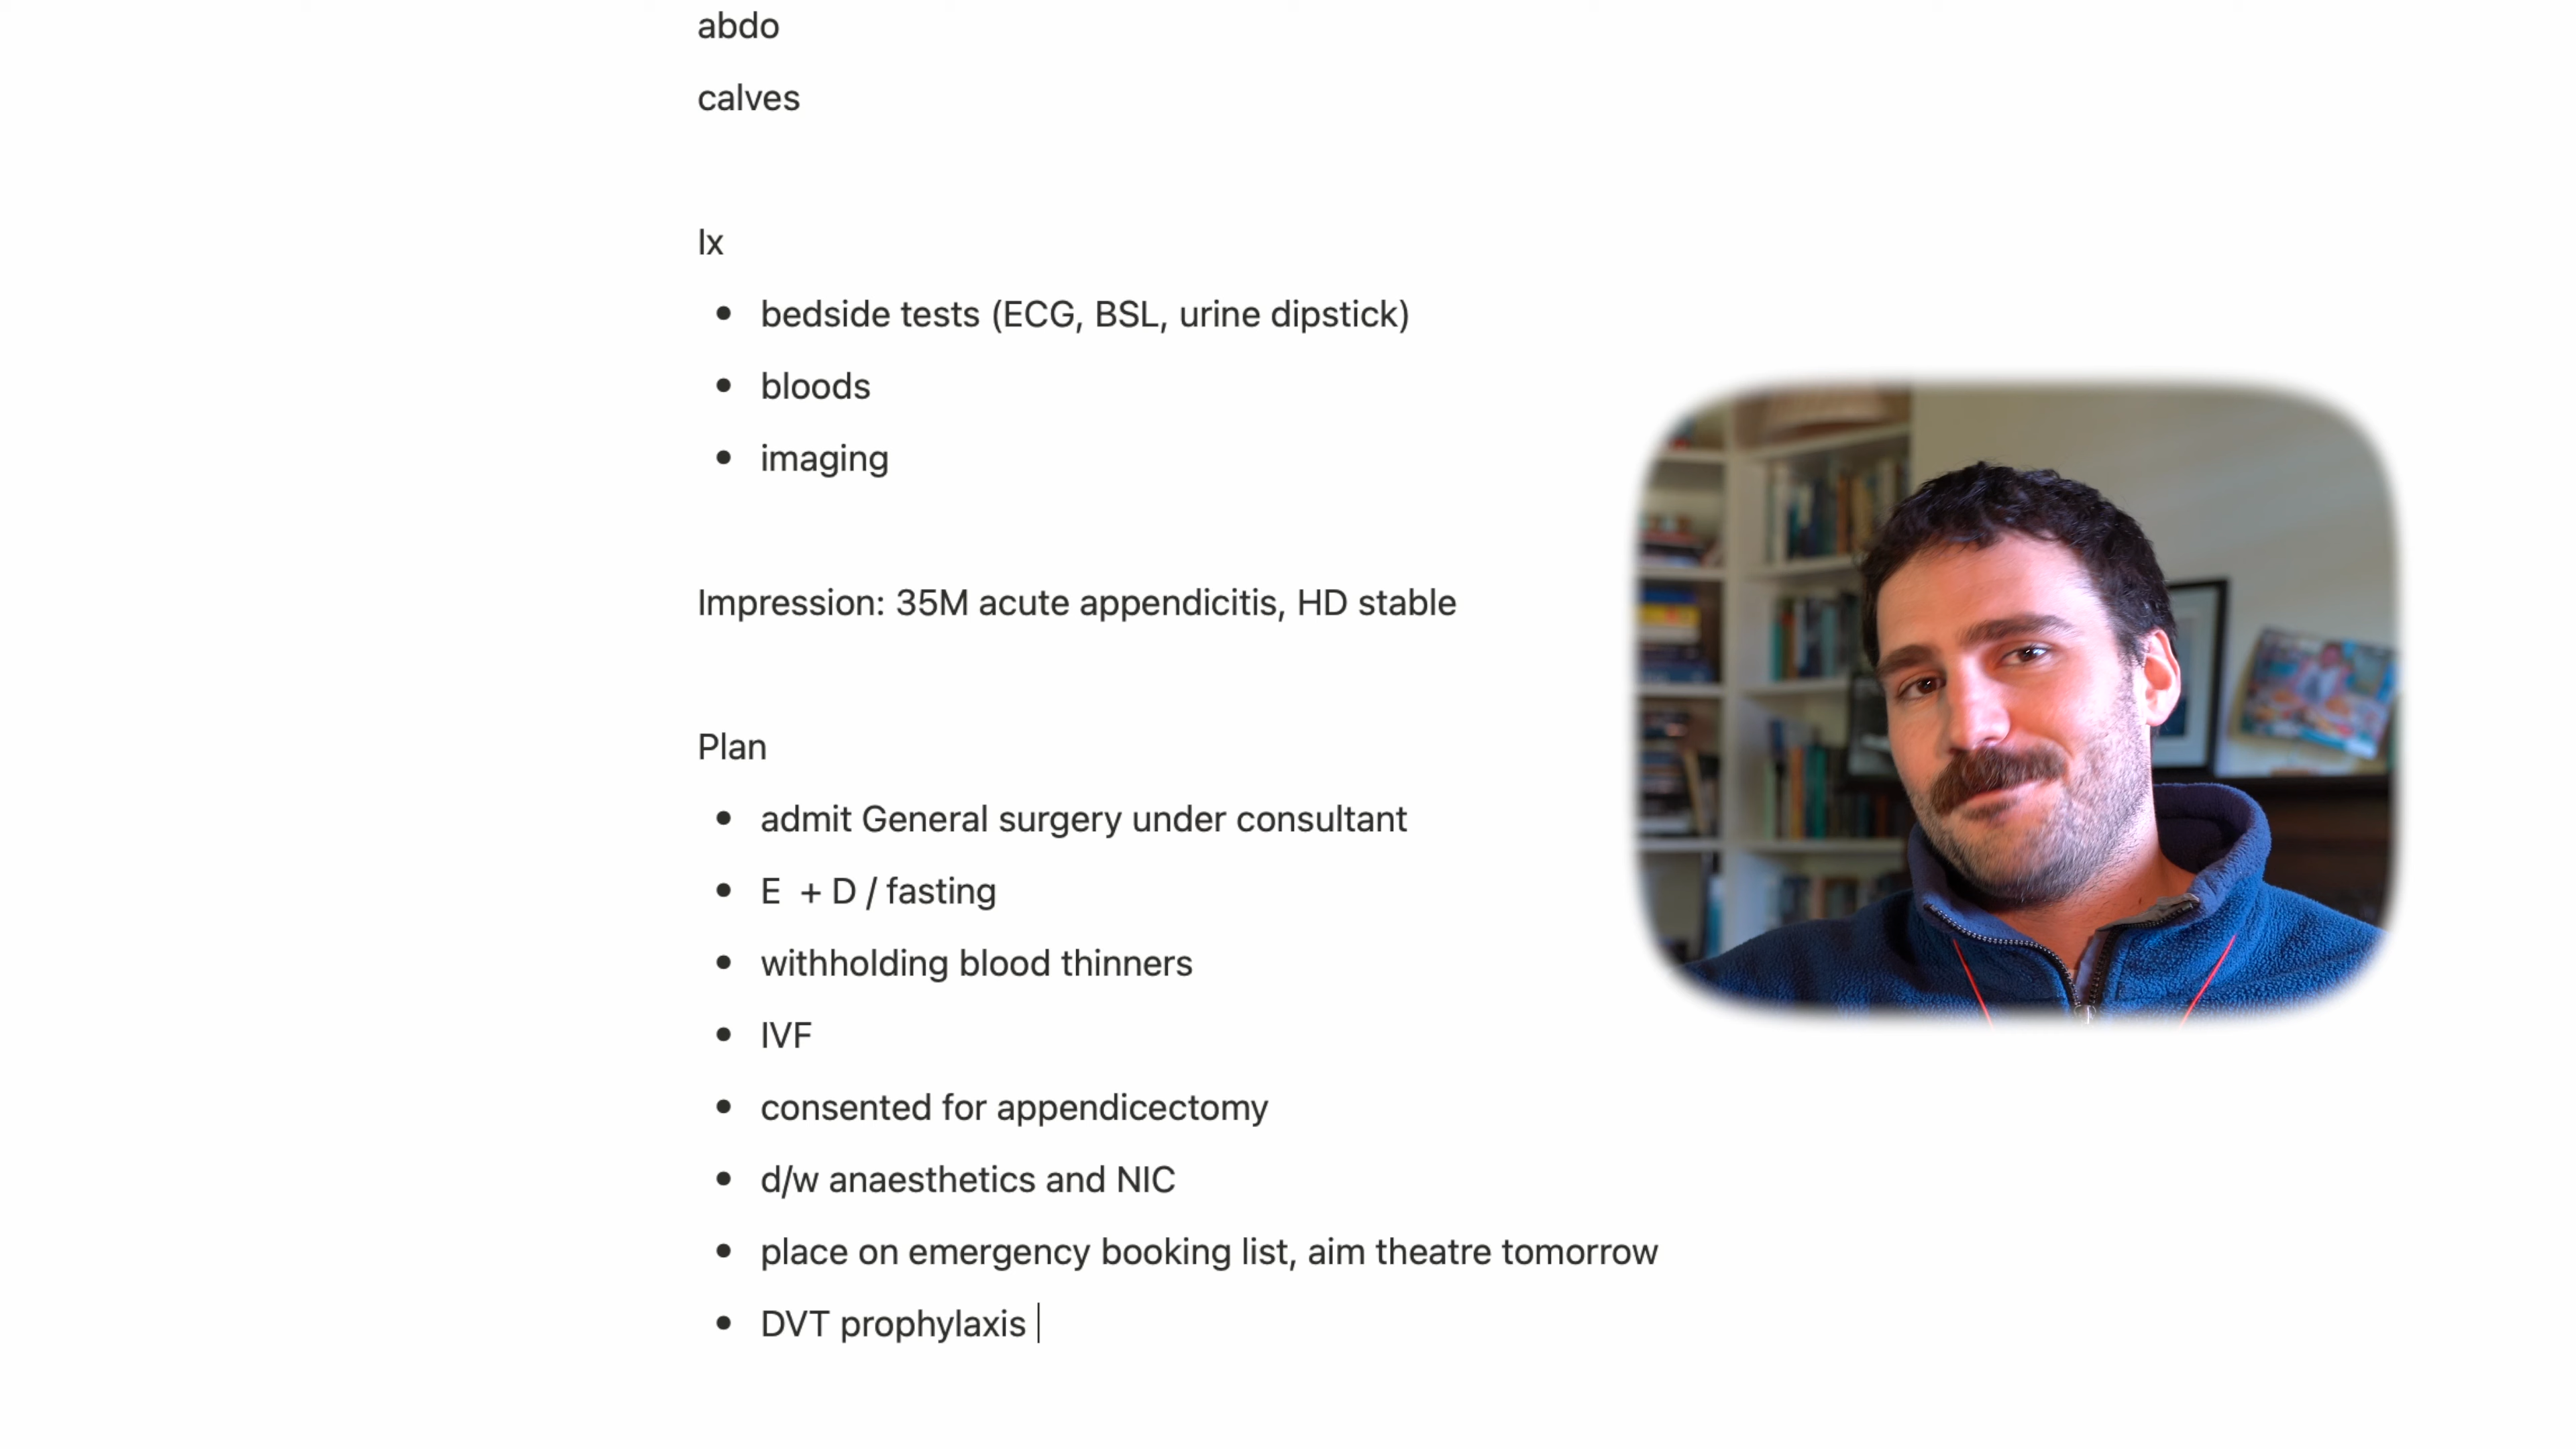 abdo
calves
Ix
• bedside tests (ECG, BSL, urine dipstick)
• bloods
• imaging
Impression: 35M acute appendicitis, HD stable
Plan
• admit General surgery under consultant
• E  + D / fasting
• withholding blood thinners
• IVF
• consented for appendicectomy
• d/w anaesthetics and NIC
• place on emergency booking list, aim theatre tomorrow
• DVT prophylaxis